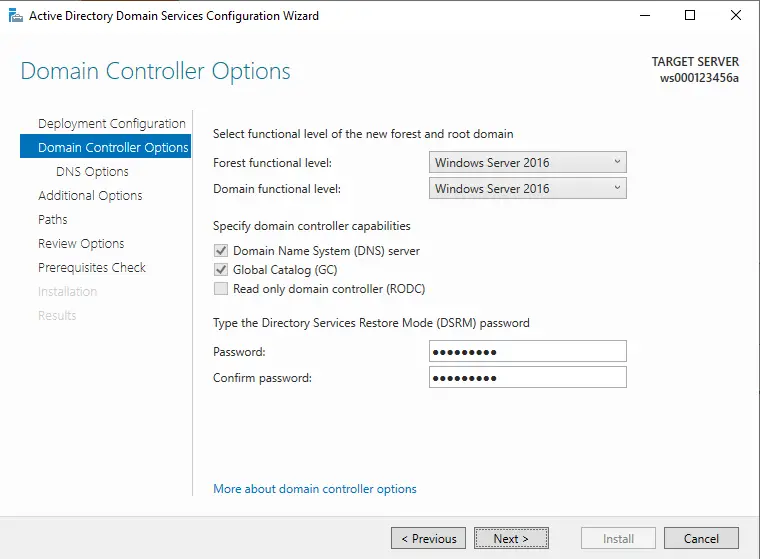 Active Directory Domain Services Configuration Wizard
Domain Controller Options
TARGET SERVER
ws000123456a
Deployment Configuration
Domain Controller Options
DNS Options
Additional Options
Paths
Review Options
Prerequisites Check
Installation
Results
Select functional level of the new forest and root domain
Forest functional level: Windows Server 2016
Domain functional level: Windows Server 2016
Specify domain controller capabilities
Domain Name System (DNS) server
Global Catalog (GC)
Read only domain controller (RODC)
Type the Directory Services Restore Mode (DSRM) password
Password: ●●●●●●●●●
Confirm password: ●●●●●●●●●
More about domain controller options
< Previous Next > Install Cancel